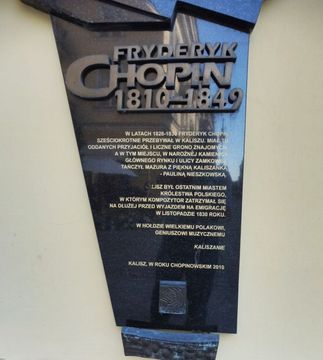 FRYDERYK
CHOPIN
1810-1849
W LATACH 1826-1830 FRYDERYK CHOPIN
SZEŚCIOKROTNIE PRZEBYWAŁ W KALISZU. MIAŁ TU
ODDANYCH PRZYJACIÓŁ I LICZNE GRONO ZNAJOMYCH,
A W TYM MIEJSCU, W NAROŻNEJ KAMIENICY
GŁÓWNEGO RYNKU I ULICY ZAMKOWEJ
TAŃCZYŁ MAZURA Z PIĘKNĄ KALISZANKĄ
- PAULINĄ NIESZKOWSKĄ.
KALISZ BYŁ OSTATNIM MIASTEM
KRÓLESTWA POLSKIEGO,
W KTÓRYM KOMPOZYTOR ZATRZYMAŁ SIĘ
NA DŁUŻEJ PRZED WYJAZDEM NA EMIGRACJĘ
W LISTOPADZIE 1830 ROKU.
W HOŁDZIE WIELKIEMU POLAKOWI,
GENIUSZOWI MUZYCZNEMU
KALISZANIE
KALISZ, W ROKU CHOPINOWSKIM 2010